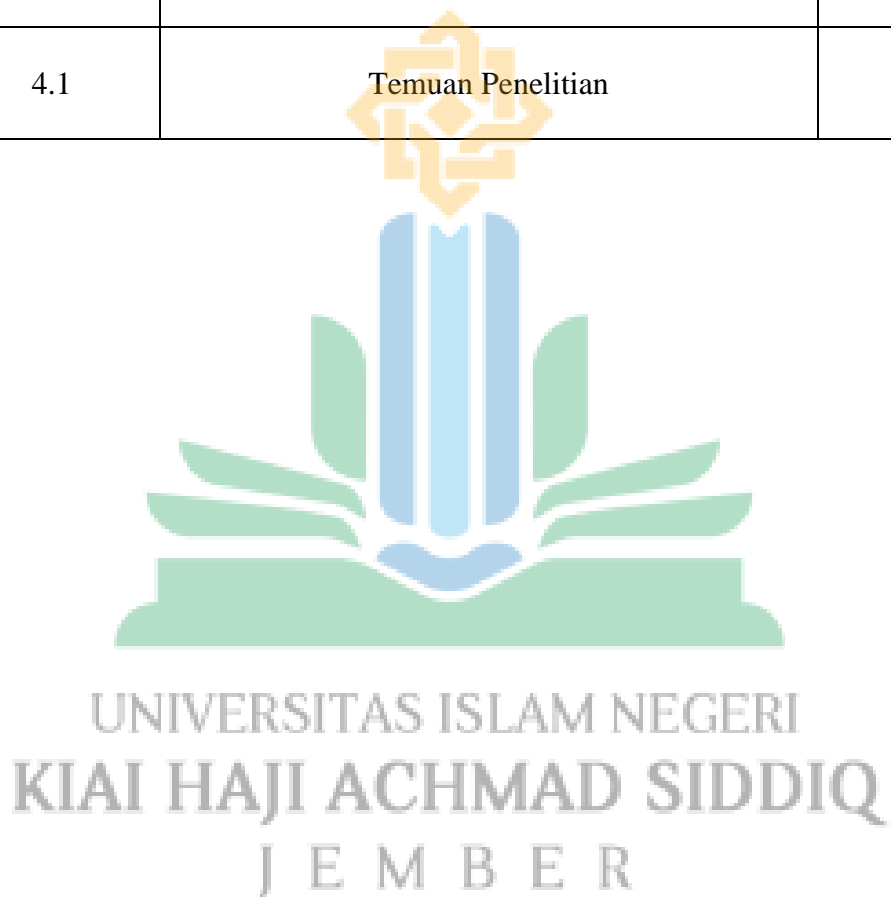 4.1 Temuan Penelitian
UNIVERSITAS ISLAM NEGERI
KIAI HAJI ACHMAD SIDDIQ
J E M B E R